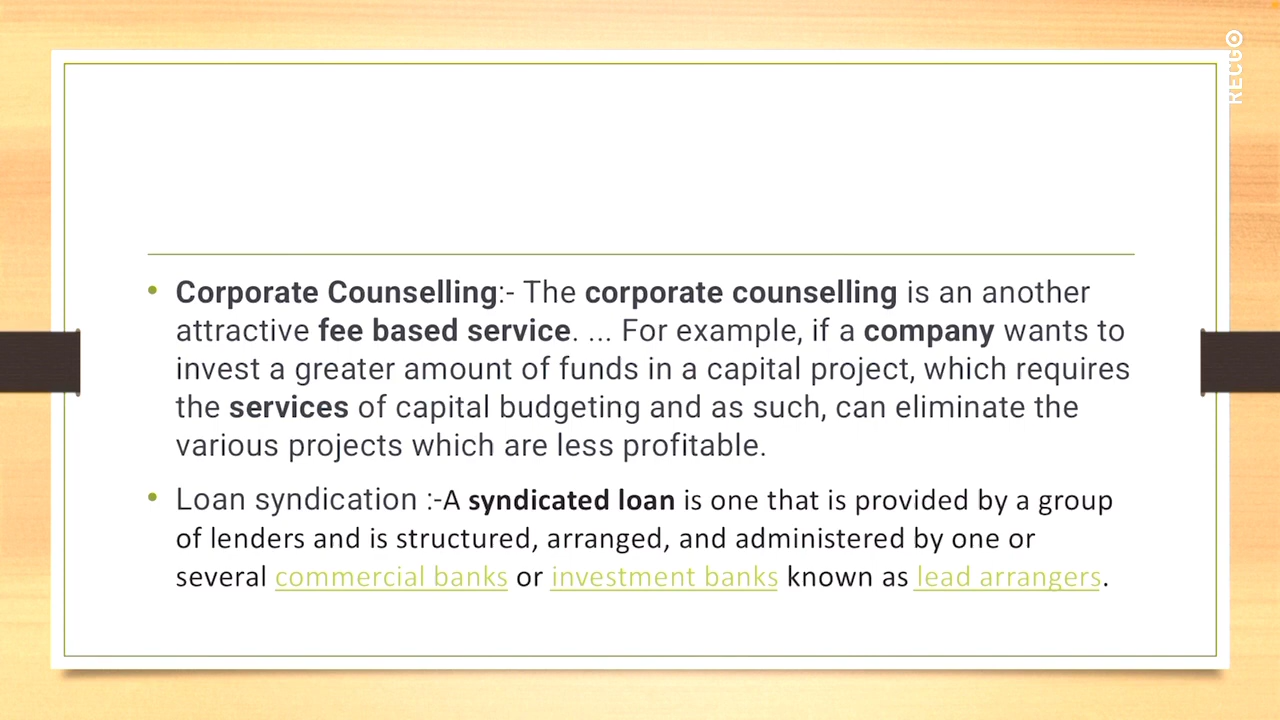 RECGO
• Corporate Counselling:- The corporate counselling is an another
attractive fee based service. ... For example, if a company wants to
invest a greater amount of funds in a capital project, which requires
the services of capital budgeting and as such, can eliminate the
various projects which are less profitable.
• Loan syndication :-A syndicated loan is one that is provided by a group
of lenders and is structured, arranged, and administered by one or
several commercial banks or investment banks known as lead arrangers.